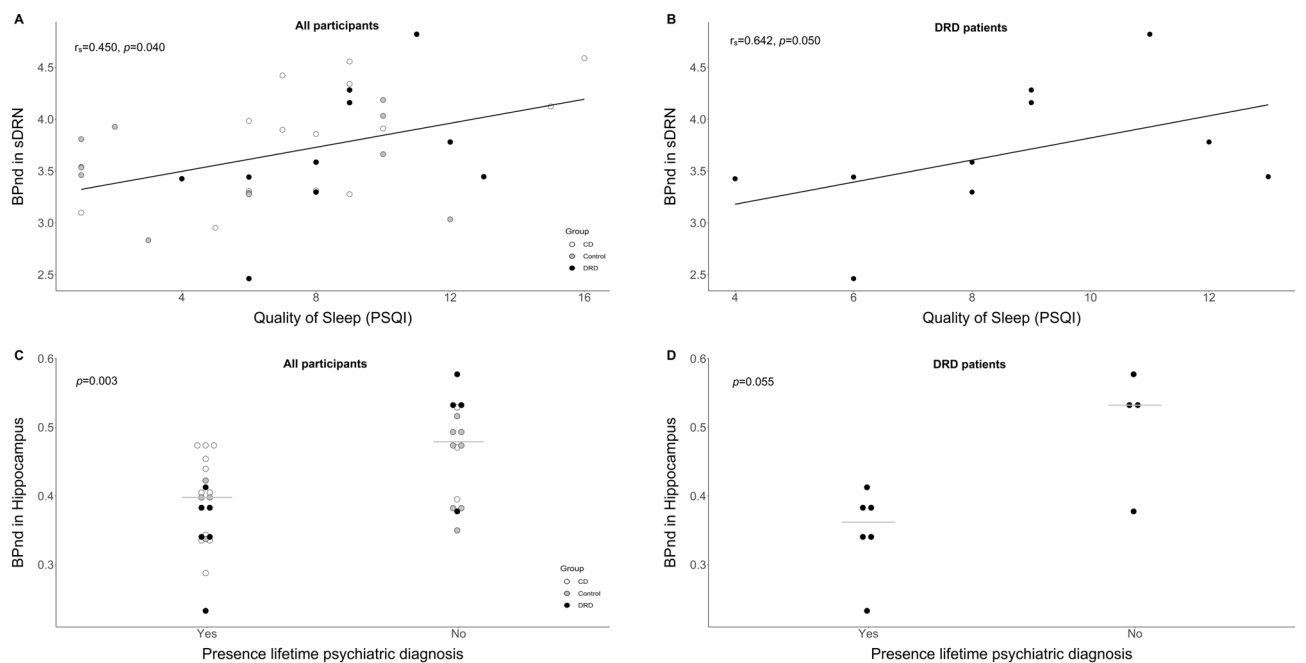 A
All participants
rₛ=0.450, p=0.040
BPnd in sDRN
4.5
4.0
3.5
3.0
2.5
4
8
12
16
Quality of Sleep (PSQI)
Group
CD
Control
DRD
B
DRD patients
rₛ=0.642, p=0.050
BPnd in sDRN
4.5
4.0
3.5
3.0
2.5
4
6
8
10
12
Quality of Sleep (PSQI)
C
All participants
p=0.003
BPnd in Hippocampus
0.6
0.5
0.4
0.3
Yes
No
Presence lifetime psychiatric diagnosis
Group
CD
Control
DRD
D
DRD patients
p=0.055
BPnd in Hippocampus
0.6
0.5
0.4
0.3
Yes
No
Presence lifetime psychiatric diagnosis